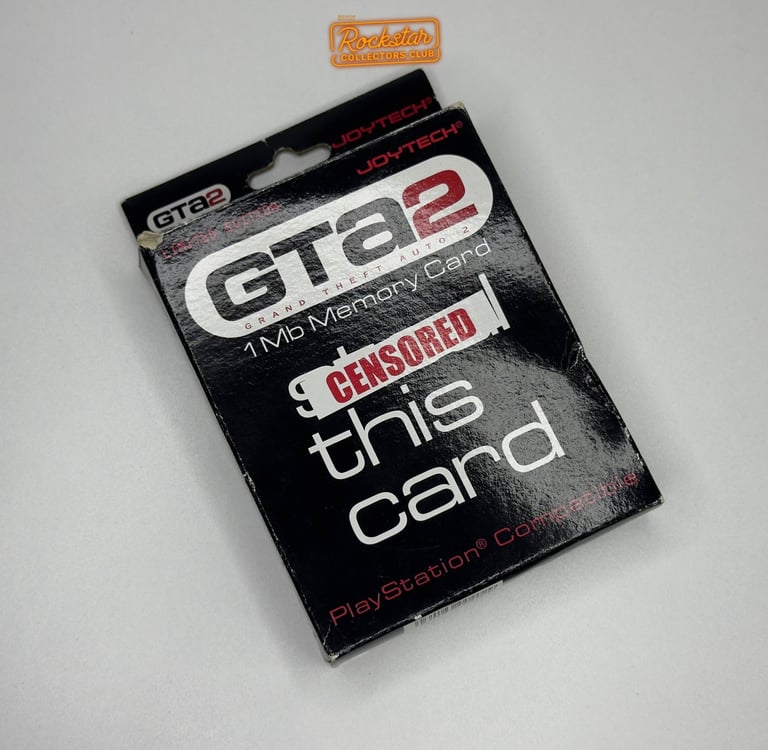 Rockstar
COLLECTORS CLUB
JOYTECH®
JOYTECH®
GTA2
GTA2
GRAND THEFT AUTO 2
1 Mb Memory Card
CENSORED
this
card
PlayStation® Compatible